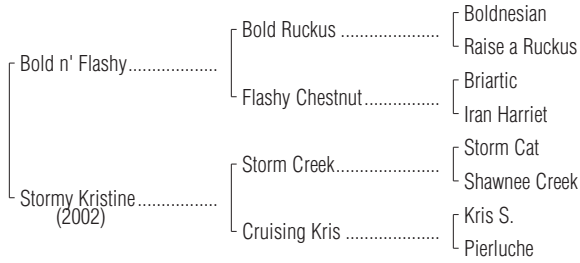 Boldnesian
Bold Ruckus ..................
Raise a Ruckus
Bold n' Flashy.................
Briartic
Flashy Chestnut..............
Iran Harriet
Storm Cat
Storm Creek...................
Shawnee Creek
Stormy Kristine...............
(2002)
Kris S.
Cruising Kris .................
Pierluche